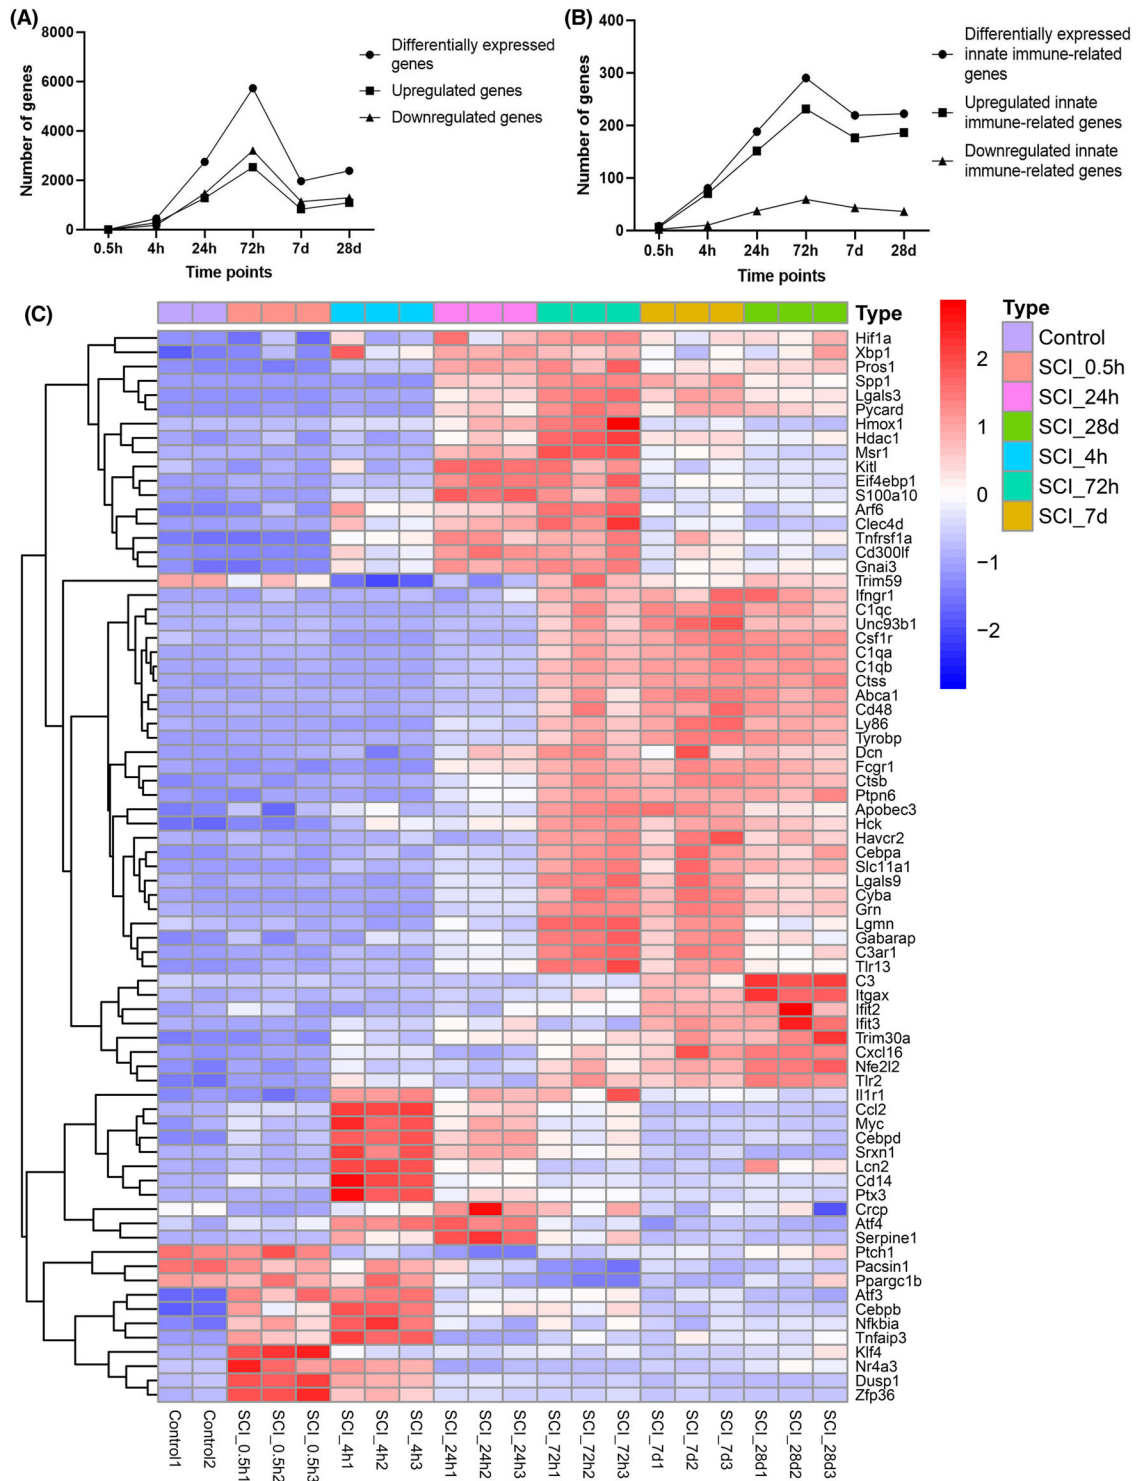 (A)
8000
6000
4000
2000
0
Number of genes
0.5h 4h 24h 72h 7d 28d
Time points
Differentially expressed
genes
Upregulated genes
Downregulated genes
(B)
400
300
200
100
0
Number of genes
0.5h 4h 24h 72h 7d 28d
Time points
Differentially expressed
innate immune-related
genes
Upregulated innate
immune-related genes
Downregulated innate
immune-related genes
(C)
Type
Hif1a
Xbp1
Pros1
Spp1
Lgals3
Pycard
Hmox1
Hdac1
Msr1
Kitl
Eif4ebp1
S100a10
Arf6
Clec4d
Tnfrsf1a
Cd300lf
Gnai3
Trim59
Ifngr1
C1qc
Unc93b1
Csf1r
C1qa
C1qb
Ctss
Abca1
Cd48
Ly86
Tyrobp
Dcn
Fcgr1
Ctsb
Ptpn6
Apobec3
Hck
Havcr2
Cebpa
Slc11a1
Lgals9
Cyba
Grn
Lgmn
Gabarap
C3ar1
Tlr13
C3
Itgax
Ifit2
Ifit3
Trim30a
Cxcl16
Nfe2l2
Tlr2
Il1r1
Ccl2
Myc
Cebpd
Srxn1
Lcn2
Cd14
Ptx3
Crcp
Atf4
Serpine1
Ptch1
Pacsin1
Ppargc1b
Atf3
Cebpb
Nfkbia
Tnfaip3
Klf4
Nr4a3
Dusp1
Zfp36
Control1
Control2
SCI_0.5h1
SCI_0.5h2
SCI_0.5h3
SCI_4h1
SCI_4h2
SCI_4h3
SCI_24h1
SCI_24h2
SCI_24h3
SCI_72h1
SCI_72h2
SCI_72h3
SCI_7d1
SCI_7d2
SCI_7d3
SCI_28d1
SCI_28d2
SCI_28d3
2
1
0
−1
−2
Type
Control
SCI_0.5h
SCI_24h
SCI_28d
SCI_4h
SCI_72h
SCI_7d